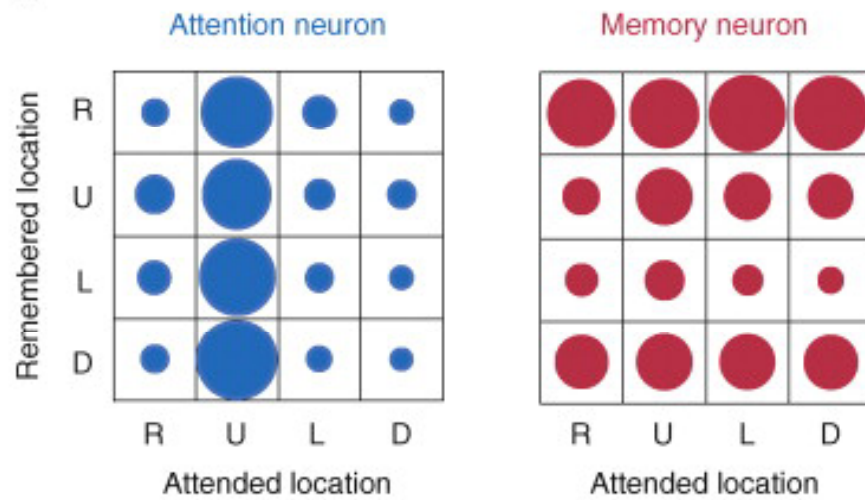 Attention neuron
Memory neuron
Remembered location
R
U
L
D
R U L D
R U L D
Attended location
Attended location